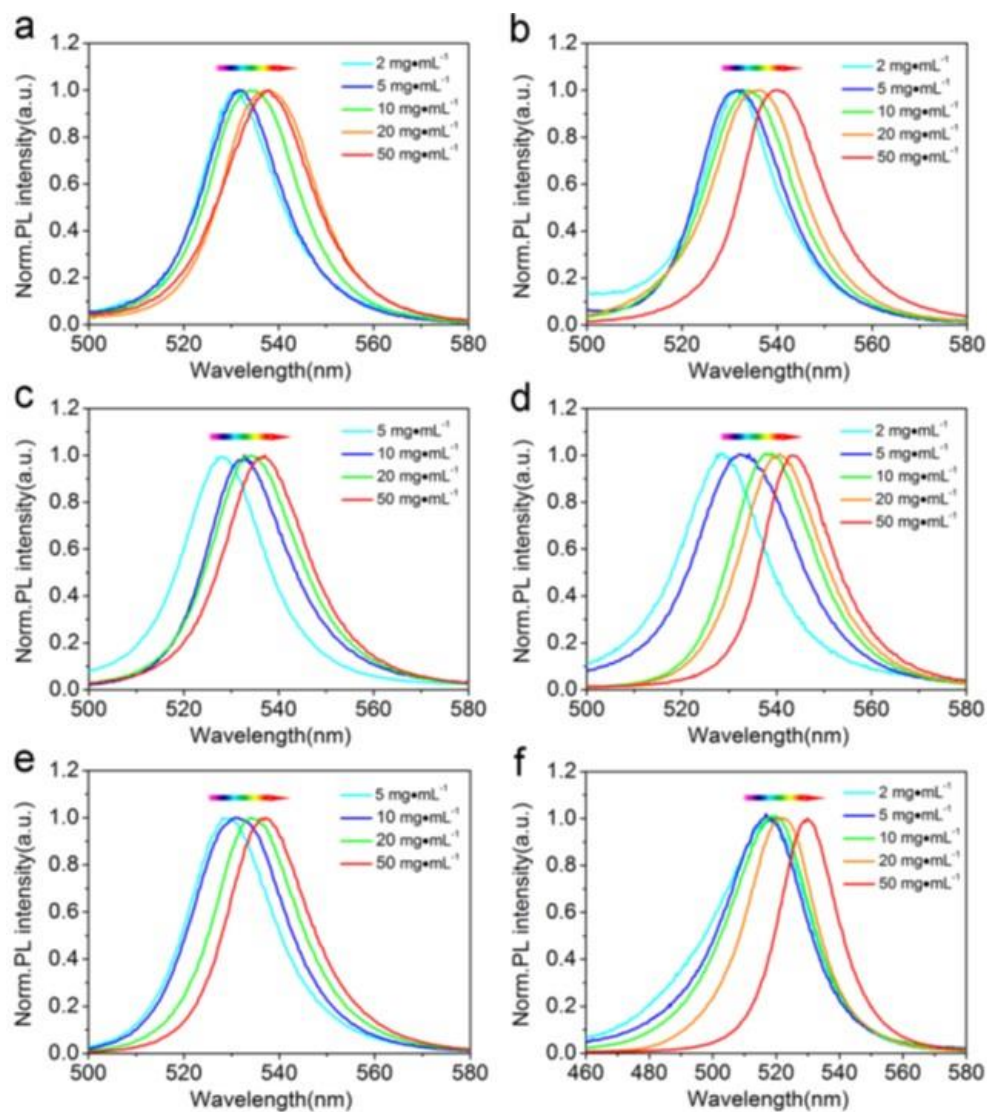 a
1.2
1.0
0.8
0.6
0.4
0.2
0.0
Norm.PL intensity(a.u.)
2 mg•mL⁻¹
5 mg•mL⁻¹
10 mg•mL⁻¹
20 mg•mL⁻¹
50 mg•mL⁻¹
500 520 540 560 580
Wavelength(nm)
b
1.2
1.0
0.8
0.6
0.4
0.2
0.0
Norm.PL intensity(a.u.)
2 mg•mL⁻¹
5 mg•mL⁻¹
10 mg•mL⁻¹
20 mg•mL⁻¹
50 mg•mL⁻¹
500 520 540 560 580
Wavelength(nm)
c
1.2
1.0
0.8
0.6
0.4
0.2
0.0
Norm.PL intensity(a.u.)
5 mg•mL⁻¹
10 mg•mL⁻¹
20 mg•mL⁻¹
50 mg•mL⁻¹
500 520 540 560 580
Wavelength(nm)
d
1.2
1.0
0.8
0.6
0.4
0.2
0.0
Norm.PL intensity(a.u.)
2 mg•mL⁻¹
5 mg•mL⁻¹
10 mg•mL⁻¹
20 mg•mL⁻¹
50 mg•mL⁻¹
500 520 540 560 580
Wavelength(nm)
e
1.2
1.0
0.8
0.6
0.4
0.2
0.0
Norm.PL intensity(a.u.)
5 mg•mL⁻¹
10 mg•mL⁻¹
20 mg•mL⁻¹
50 mg•mL⁻¹
500 520 540 560 580
Wavelength(nm)
f
1.2
1.0
0.8
0.6
0.4
0.2
0.0
Norm.PL intensity(a.u.)
2 mg•mL⁻¹
5 mg•mL⁻¹
10 mg•mL⁻¹
20 mg•mL⁻¹
50 mg•mL⁻¹
460 480 500 520 540 560 580
Wavelength(nm)